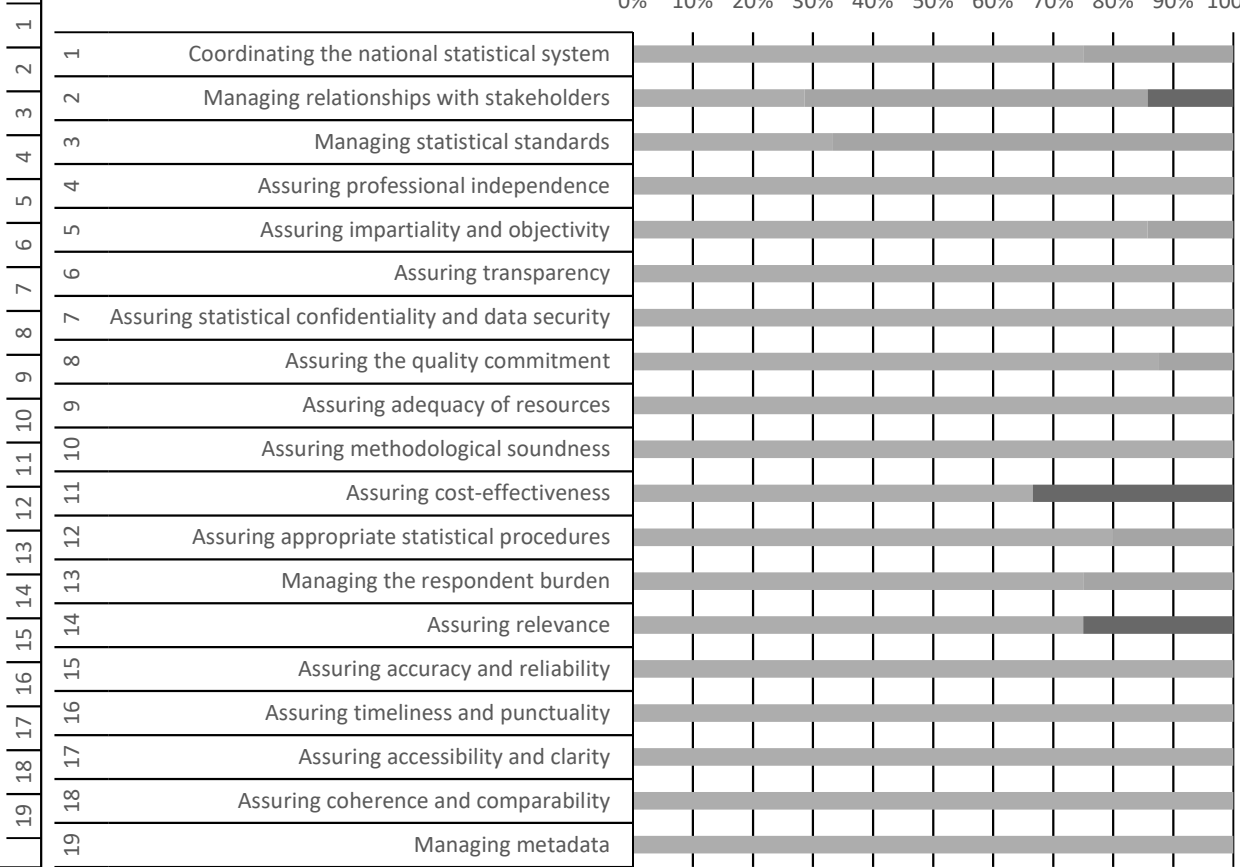 0% 10% 20% 30% 40% 50% 60% 70% 80% 90% 100
1 Coordinating the national statistical system
2 Managing relationships with stakeholders
3 Managing statistical standards
4 Assuring professional independence
5 Assuring impartiality and objectivity
6 Assuring transparency
7 Assuring statistical confidentiality and data security
8 Assuring the quality commitment
9 Assuring adequacy of resources
10 Assuring methodological soundness
11 Assuring cost-effectiveness
12 Assuring appropriate statistical procedures
13 Managing the respondent burden
14 Assuring relevance
15 Assuring accuracy and reliability
16 Assuring timeliness and punctuality
17 Assuring accessibility and clarity
18 Assuring coherence and comparability
19 Managing metadata
1
2
3
4
5
6
7
8
9
10
11
12
13
14
15
16
17
18
19